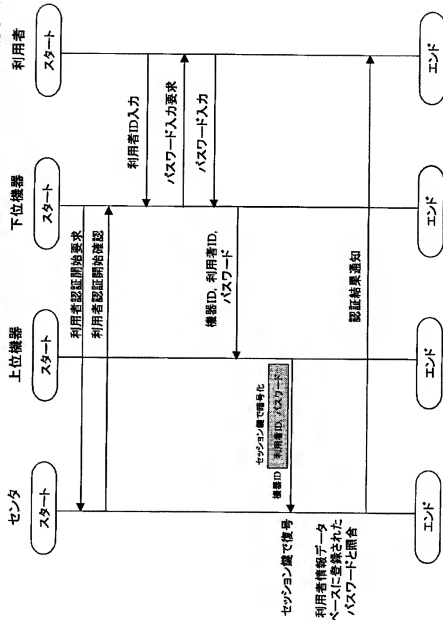 センタ
上位機器
下位機器
利用者
スタート
スタート
スタート
スタート
利用者認証開始要求
利用者認証開始確認
利用者ID入力
パスワード入力要求
パスワード入力
機器ID, 利用者ID,
パスワード
セッション鍵で暗号化
機器ID
利用者ID, パスワード
セッション鍵で復号
利用者情報データ
ベースに登録された
パスワードと照合
認証結果通知
エンド
エンド
エンド
エンド